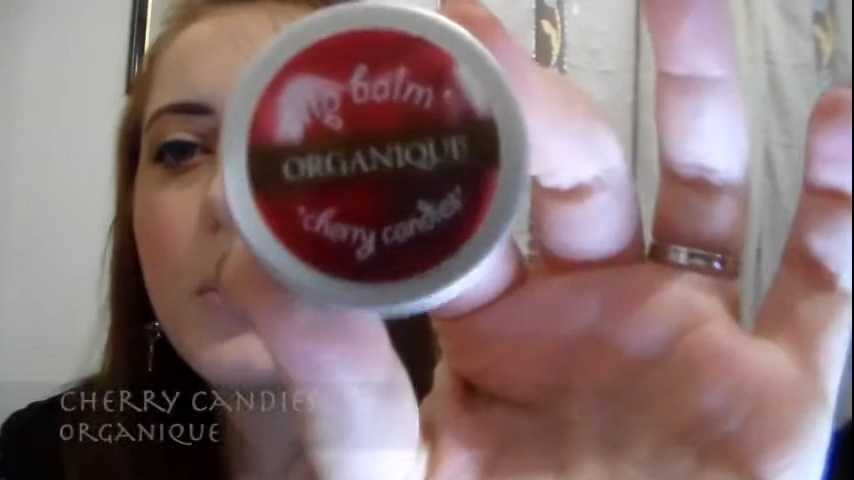 lip balm
ORGANIQUE
cherry candies
CHERRY CANDIES
ORGANIQUE